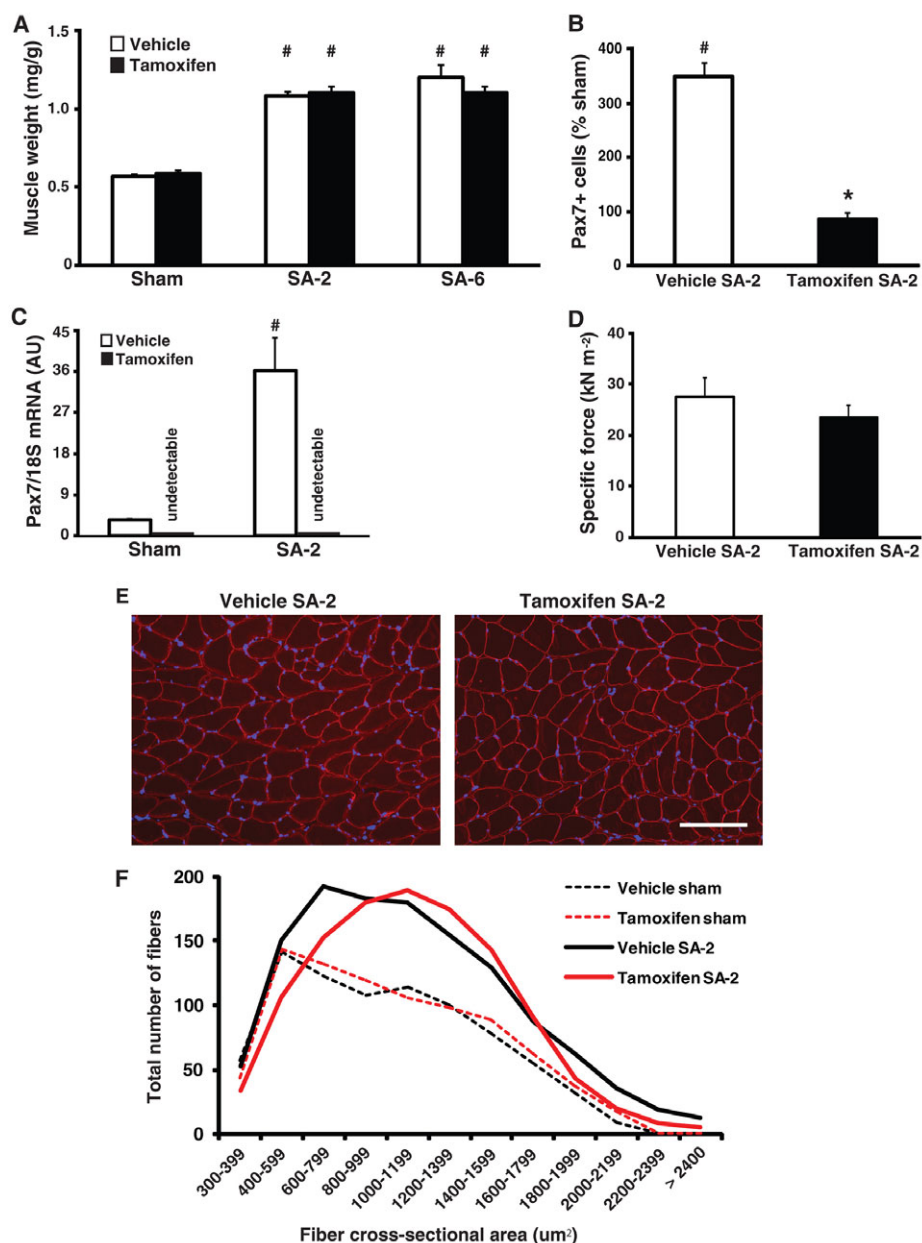 A
Vehicle
Tamoxifen
Muscle weight (mg/g)
1.5
1.0
0.5
0
# # # #
Sham SA-2 SA-6
B
Pax7+ cells (% sham)
400
300
200
100
0
#
*
Vehicle SA-2 Tamoxifen SA-2
C
Vehicle
Tamoxifen
Pax7/18S mRNA (AU)
45
36
27
18
9
0
#
undetectable
undetectable
Sham SA-2
D
Specific force (kN m-2)
40
30
20
10
0
Vehicle SA-2 Tamoxifen SA-2
E
Vehicle SA-2 Tamoxifen SA-2
F
Total number of fibers
200
150
100
50
0
Vehicle sham
Tamoxifen sham
Vehicle SA-2
Tamoxifen SA-2
300-399 400-599 600-799 800-999 1000-1199 1200-1399 1400-1599 1600-1799 1800-1999 2000-2199 2200-2399 > 2400
Fiber cross-sectional area (um2)